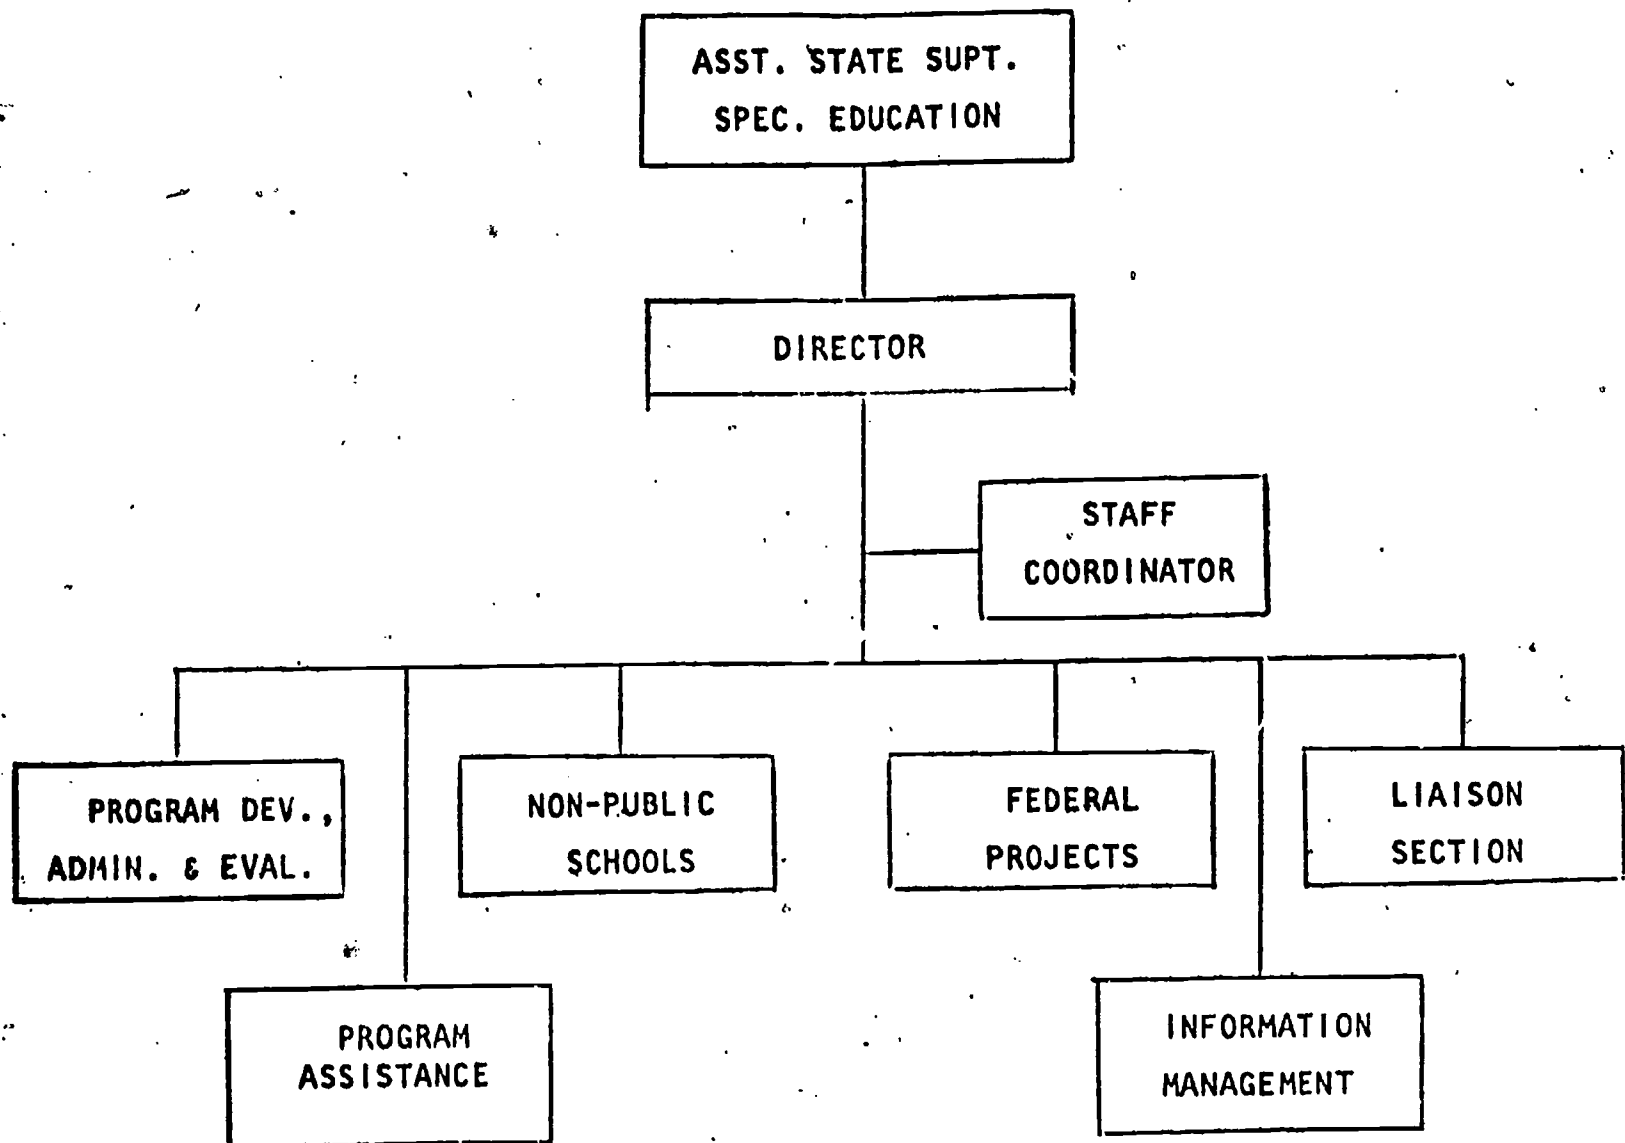 ASST. STATE SUPT.
SPEC. EDUCATION
DIRECTOR
STAFF
COORDINATOR
PROGRAM DEV.,
ADMIN. & EVAL.
NON-PUBLIC
SCHOOLS
FEDERAL
PROJECTS
LIAISON
SECTION
PROGRAM
ASSISTANCE
INFORMATION
MANAGEMENT